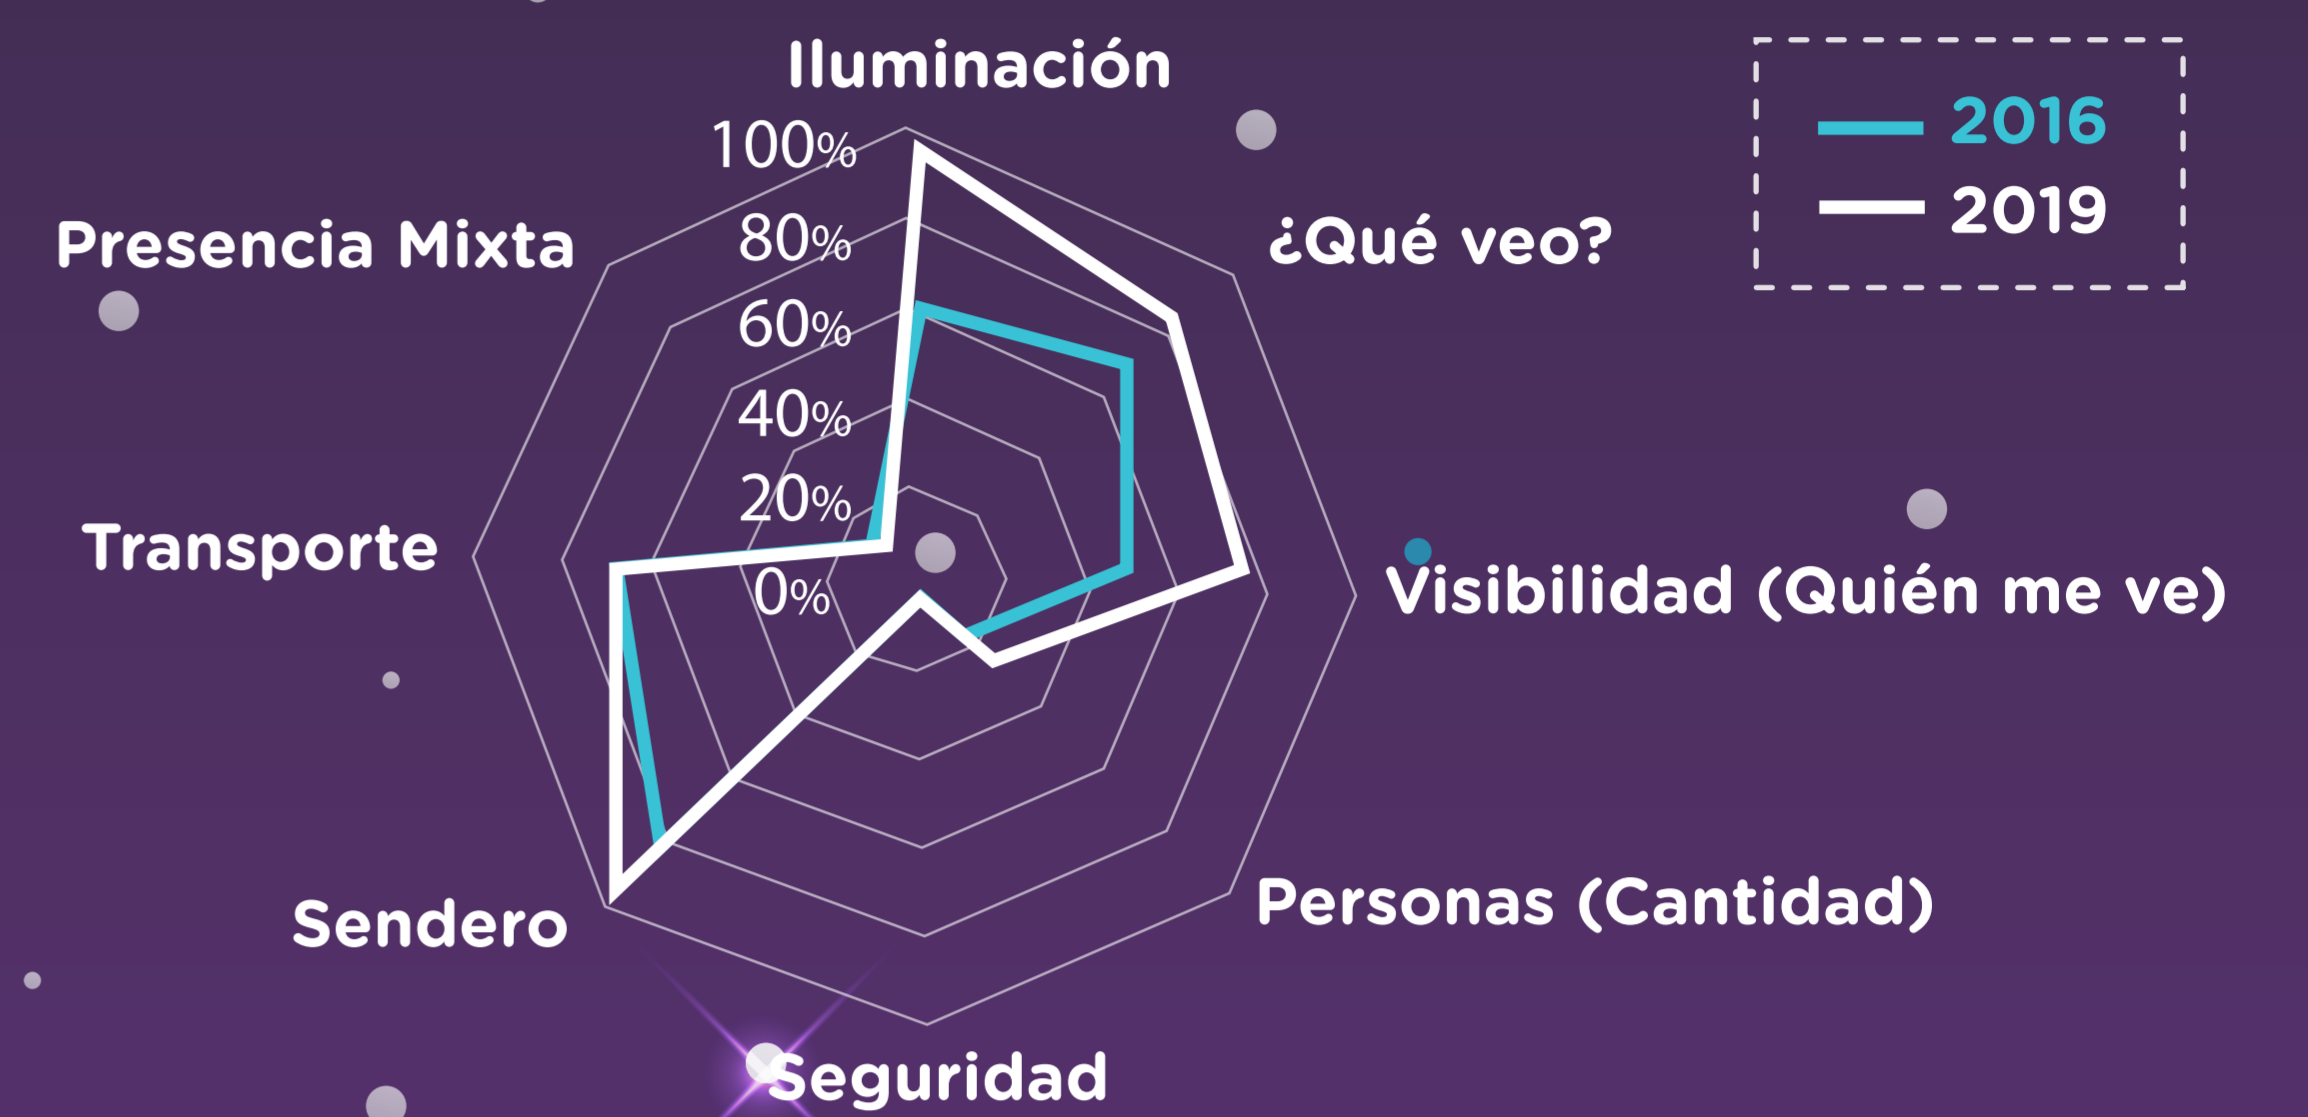 Iluminación
2016
100%
2019
80%
¿Qué veo?
Presencia Mixta
60%
40%
20%
Transporte
0%
Visibilidad (Quién me ve)
Personas (Cantidad)
Sendero
Seguridad